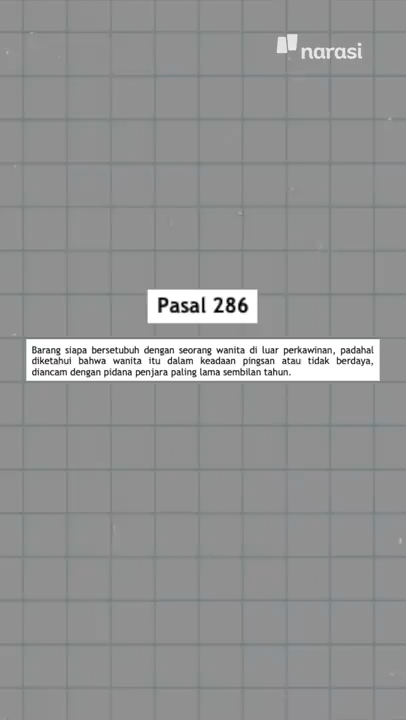 narasi
Pasal 286
Barang siapa bersetubuh dengan seorang wanita di luar perkawinan, padahal
diketahui bahwa wanita itu dalam keadaan pingsan atau tidak berdaya,
diancam dengan pidana penjara paling lama sembilan tahun.